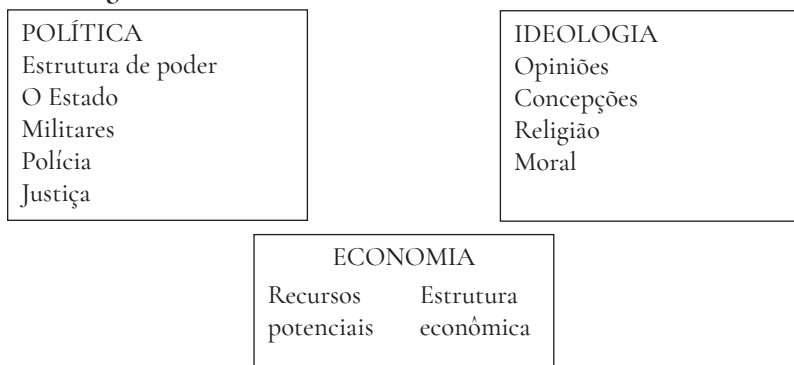 POLÍTICA
Estrutura de poder
O Estado
Militares
Polícia
Justiça
IDEOLOGIA
Opiniões
Concepções
Religião
Moral
ECONOMIA
Recursos potenciais
Estrutura econômica